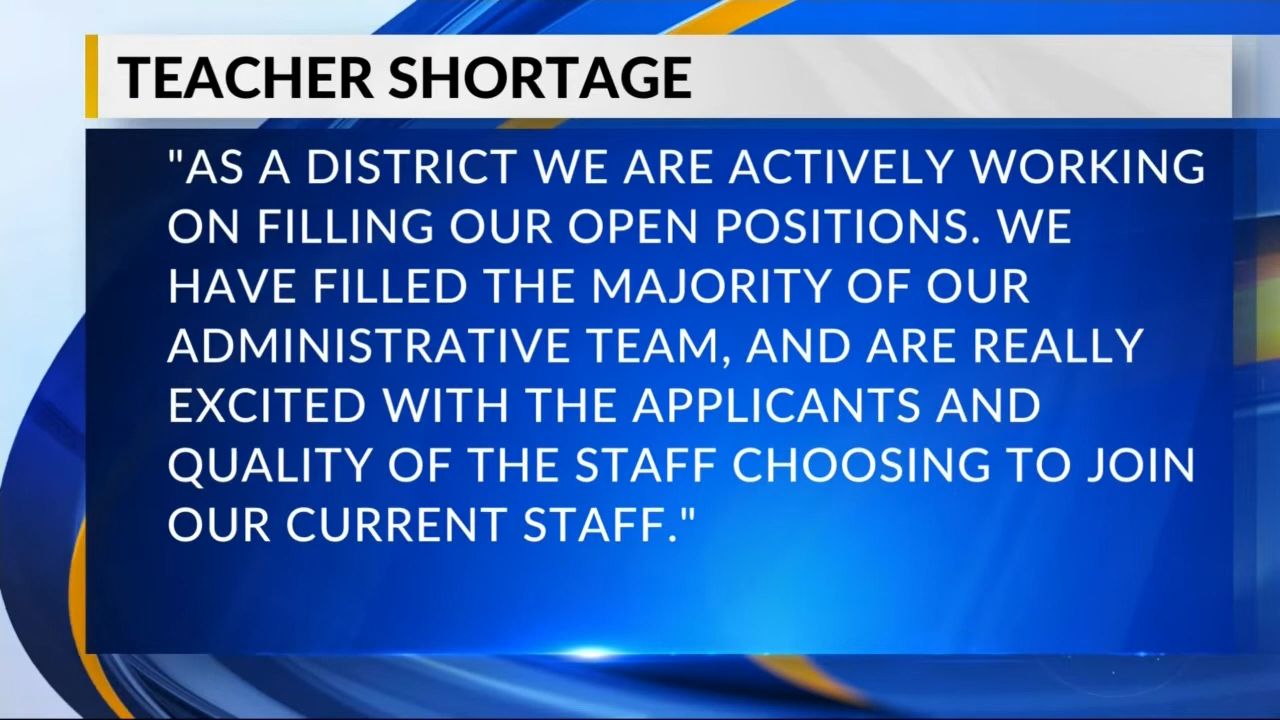 TEACHER SHORTAGE
"AS A DISTRICT WE ARE ACTIVELY WORKING
ON FILLING OUR OPEN POSITIONS. WE
HAVE FILLED THE MAJORITY OF OUR
ADMINISTRATIVE TEAM, AND ARE REALLY
EXCITED WITH THE APPLICANTS AND
QUALITY OF THE STAFF CHOOSING TO JOIN
OUR CURRENT STAFF."